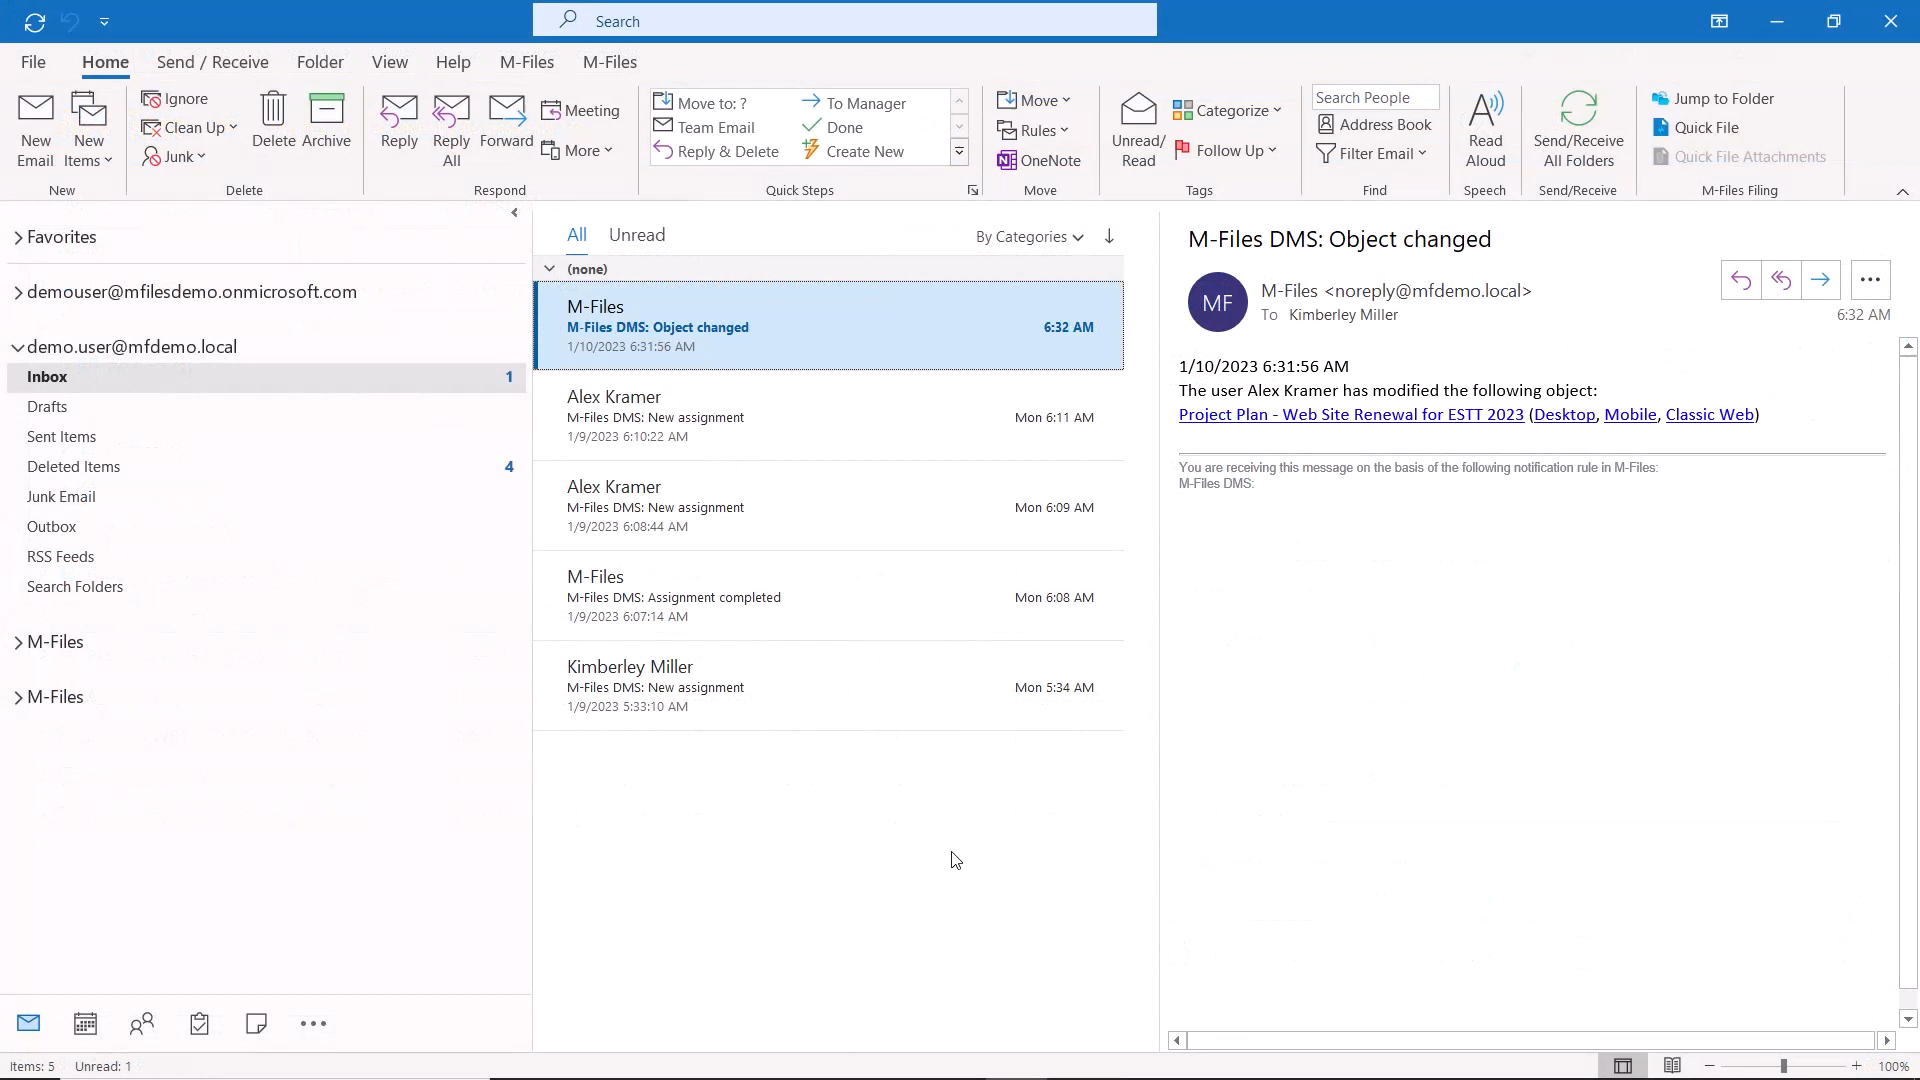 Search
File Home Send / Receive Folder View Help M-Files M-Files
New Email
New Items
New
Ignore
Clean Up
Junk
Delete
Archive
Delete
Reply
Reply All
Forward
Meeting
More
Respond
Move to: ?
Team Email
Reply & Delete
To Manager
Done
Create New
Quick Steps
Move
Rules
OneNote
Move
Unread/
Read
Categorize
Follow Up
Tags
Search People
Address Book
Filter Email
Find
Read
Aloud
Speech
Send/Receive
All Folders
Send/Receive
Jump to Folder
Quick File
Quick File Attachments
M-Files Filing
Favorites
demouser@mfilesdemo.onmicrosoft.com
demo.user@mfdemo.local
Inbox 1
Drafts
Sent Items
Deleted Items 4
Junk Email
Outbox
RSS Feeds
Search Folders
M-Files
M-Files
All Unread By Categories
(none)
M-Files
M-Files DMS: Object changed 6:32 AM
1/10/2023 6:31:56 AM
Alex Kramer
M-Files DMS: New assignment Mon 6:11 AM
1/9/2023 6:10:22 AM
Alex Kramer
M-Files DMS: New assignment Mon 6:09 AM
1/9/2023 6:08:44 AM
M-Files
M-Files DMS: Assignment completed Mon 6:08 AM
1/9/2023 6:07:14 AM
Kimberley Miller
M-Files DMS: New assignment Mon 5:34 AM
1/9/2023 5:33:10 AM
M-Files DMS: Object changed
MF
M-Files <noreply@mfdemo.local>
To Kimberley Miller 6:32 AM
1/10/2023 6:31:56 AM
The user Alex Kramer has modified the following object:
Project Plan - Web Site Renewal for ESTT 2023 (Desktop, Mobile, Classic Web)
You are receiving this message on the basis of the following notification rule in M-Files:
M-Files DMS:
Items: 5 Unread: 1 100%